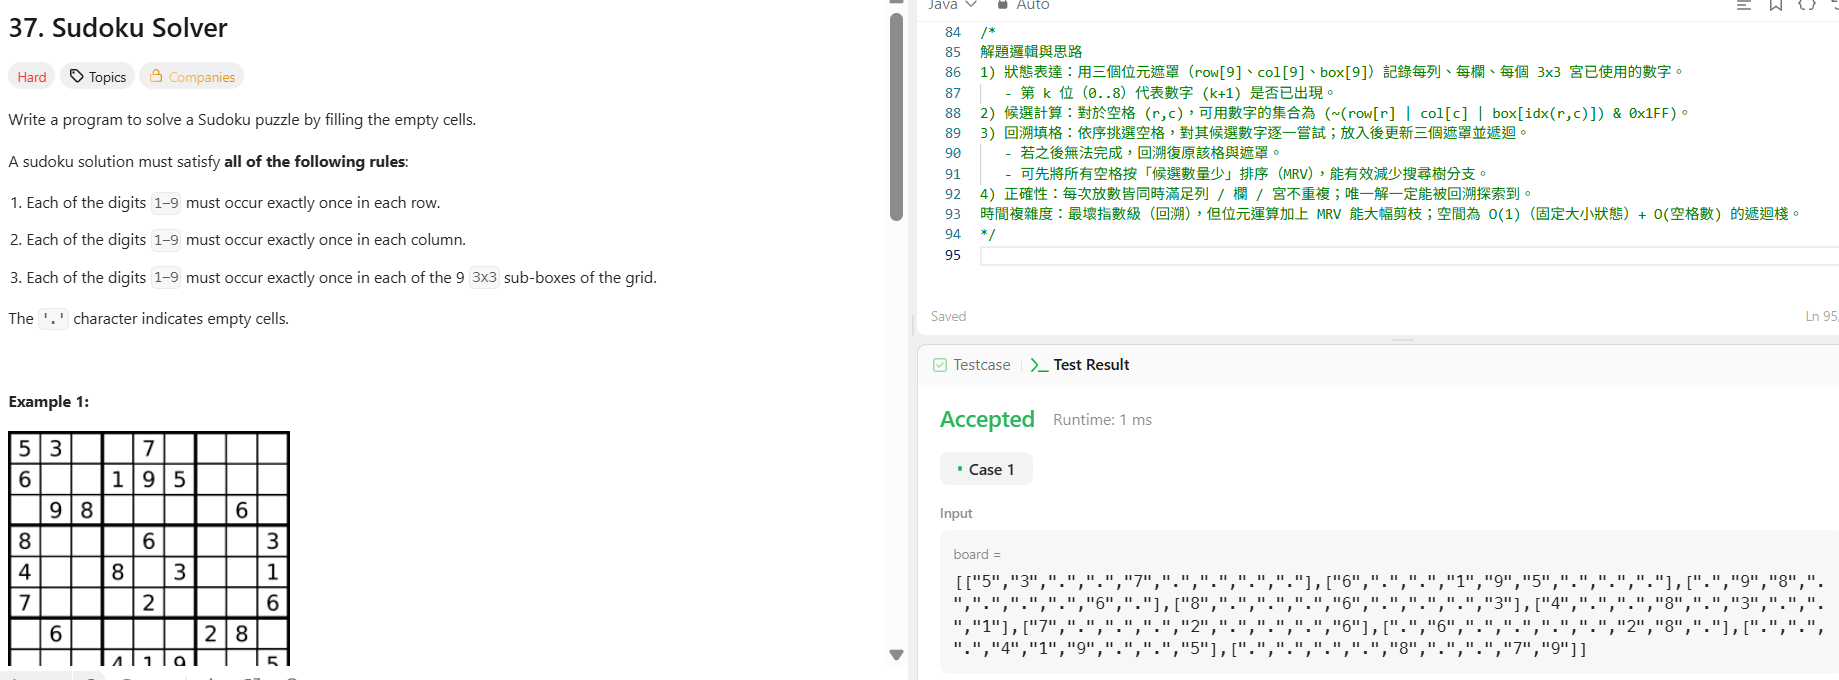 37. Sudoku Solver
Hard Topics Companies
Write a program to solve a Sudoku puzzle by filling the empty cells.
A sudoku solution must satisfy all of the following rules:
1. Each of the digits 1-9 must occur exactly once in each row.
2. Each of the digits 1-9 must occur exactly once in each column.
3. Each of the digits 1-9 must occur exactly once in each of the 9 3x3 sub-boxes of the grid.
The '.' character indicates empty cells.
Example 1:
5 3 7
6 1 9 5
9 8 6
8 6 3
4 8 3 1
7 2 6
6 2 8
4 1 9 5
Java Auto
84 /*
85 解題邏輯與思路
86 1) 狀態表達：用三個位元遮罩（row[9]、col[9]、box[9]）記錄每列、每欄、每個 3x3 宮已使用的數字。
87 - 第 k 位（0..8）代表數字 (k+1) 是否已出現。
88 2) 候選計算：對於空格 (r,c)，可用數字的集合為 (~(row[r] | col[c] | box[idx(r,c)]) & 0x1FF)。
89 3) 回溯填格：依序挑選空格，對其候選數字逐一嘗試；放入後更新三個遮罩並遞迴。
90 - 若之後無法完成，回溯復原該格與遮罩。
91 - 可先將所有空格按「候選數量少」排序（MRV），能有效減少搜尋樹分支。
92 4) 正確性：每次放數皆同時滿足列 / 欄 / 宮不重複；唯一解一定能被回溯探索到。
93 時間複雜度：最壞指數級（回溯），但位元運算加上 MRV 能大幅剪枝；空間為 O(1)（固定大小狀態）+ O(空格數) 的遞迴棧。
94 */
95
Saved Ln 95,
Testcase Test Result
Accepted Runtime: 1 ms
Case 1
Input
board =
[["5","3",".",".","7",".",".",".","."],["6",".",".","1","9","5",".",".","."],[".","9","8",".
",".",".",".","6","."],["8",".",".",".","6",".",".",".","3"],["4",".",".","8",".","3",".",".
","1"],["7",".",".",".","2",".",".",".","6"],[".","6",".",".",".",".","2","8","."],[".",".",
".","4","1","9",".",".","5"],[".",".",".",".","8",".",".","7","9"]]